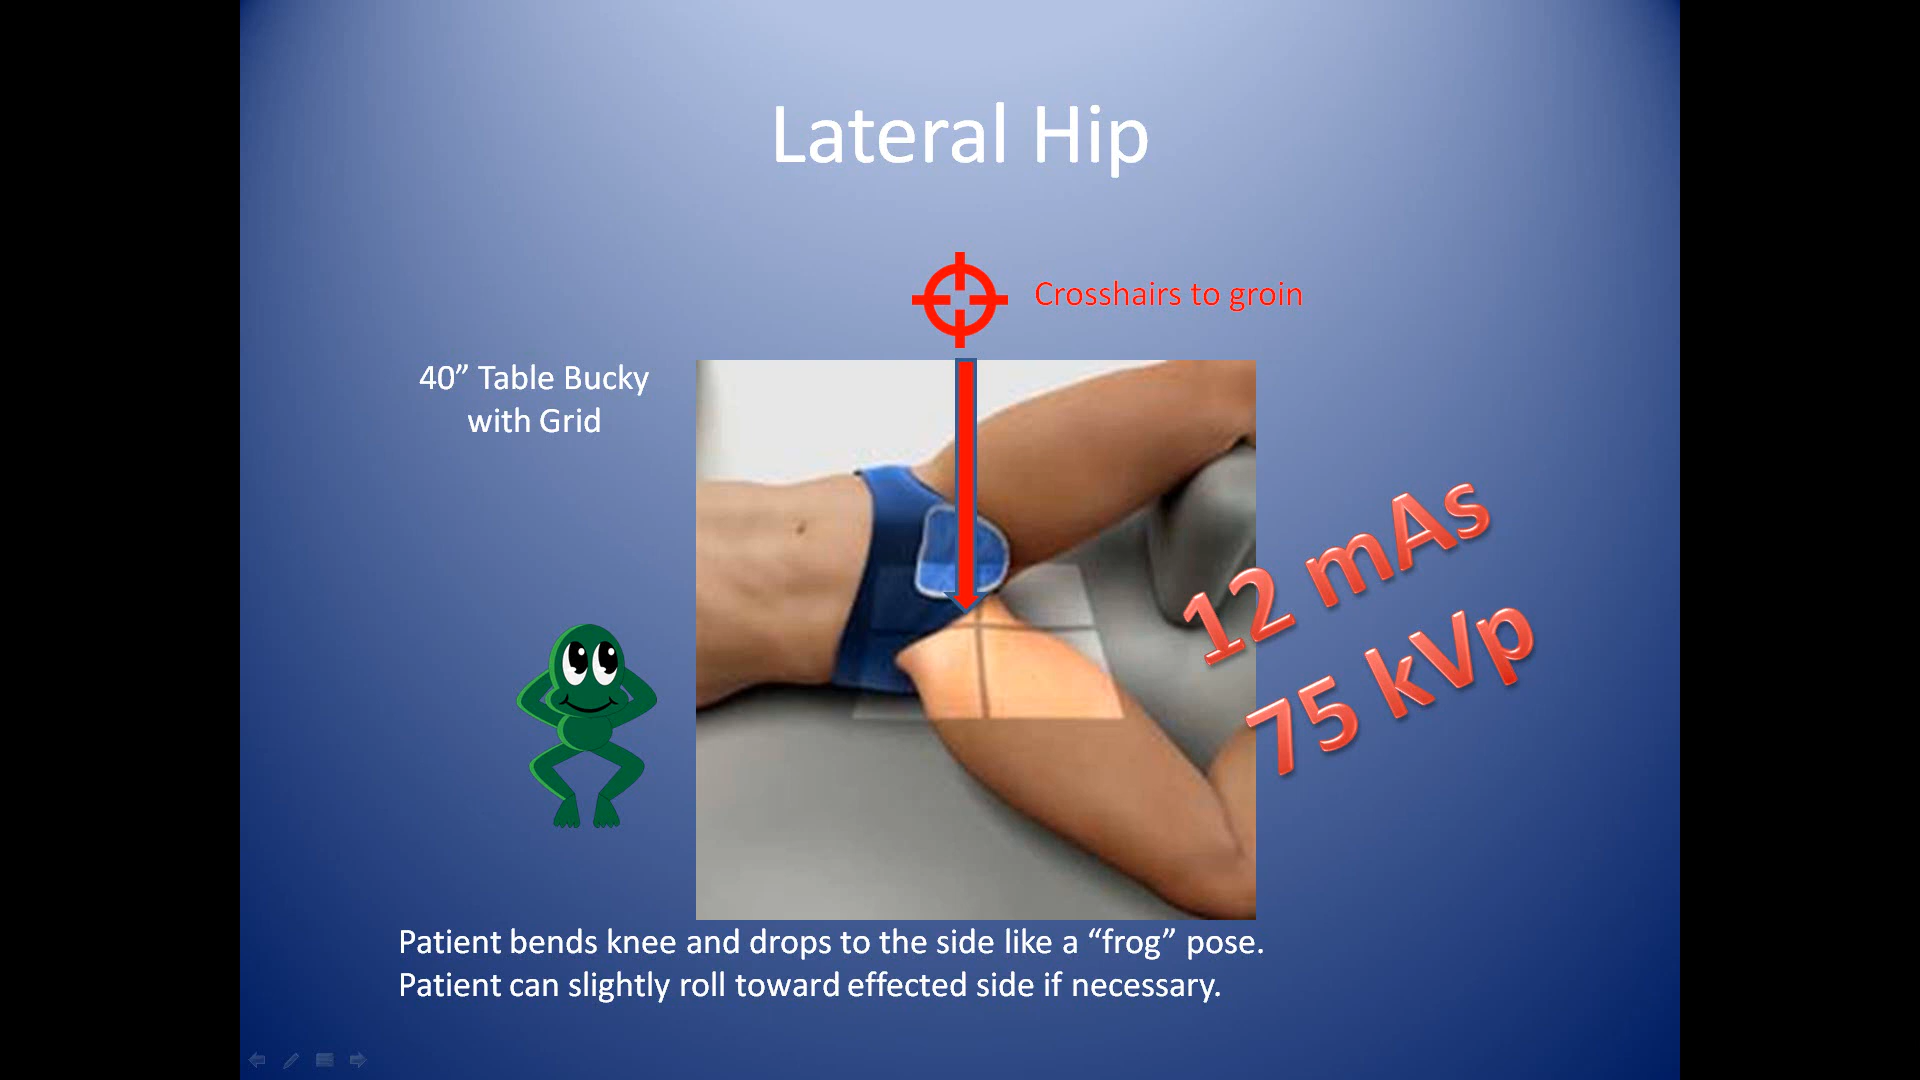 Lateral Hip
Crosshairs to groin
40” Table Bucky
with Grid
12 mAs
75 kVp
Patient bends knee and drops to the side like a “frog” pose.
Patient can slightly roll toward effected side if necessary.